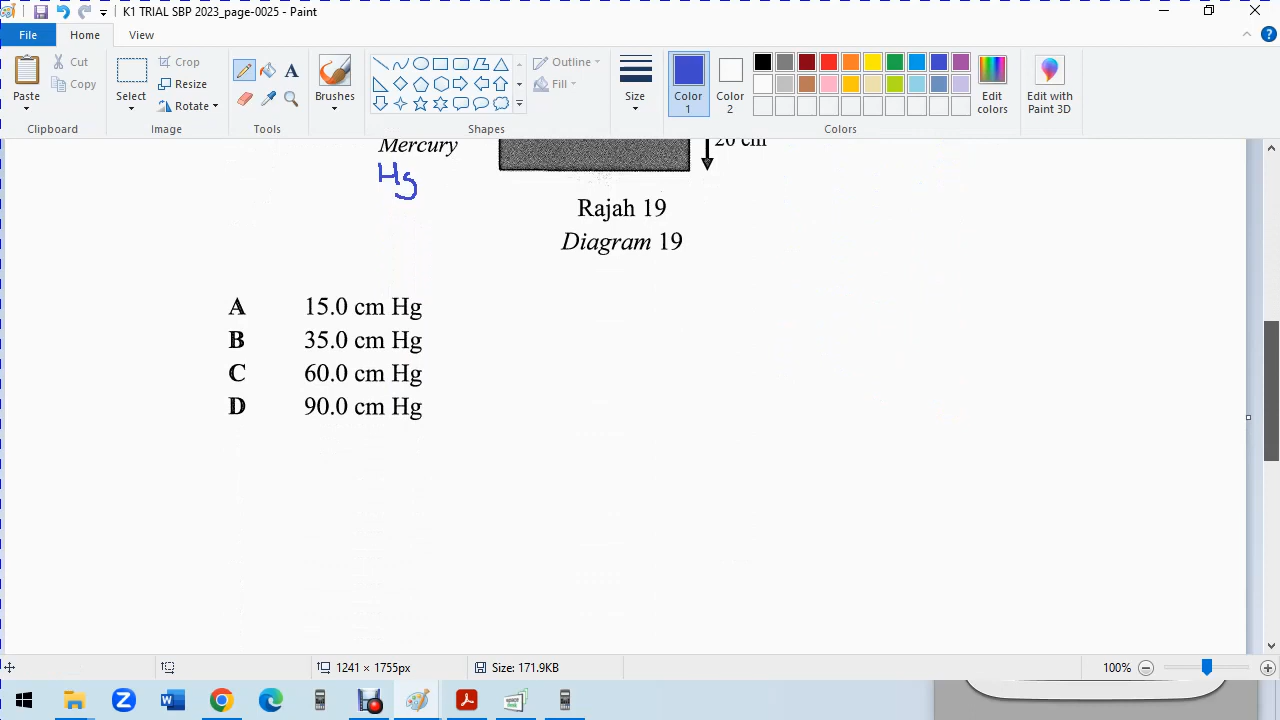 K1 TRIAL SBP 2023_page-0025 - Paint
File Home View
Paste
Cut
Copy
Clipboard
Select
Crop
Resize
Rotate
Image
A
Tools
Brushes
Outline
Fill
Shapes
Size
Color 1
Color 2
Edit colors
Colors
Edit with Paint 3D
Mercury
20 cm
Hg
Rajah 19
Diagram 19
A 15.0 cm Hg
B 35.0 cm Hg
C 60.0 cm Hg
D 90.0 cm Hg
1241 × 1755px
Size: 171.9KB
100%